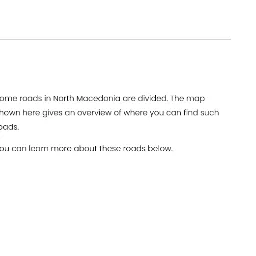 ome roads in North Macedonia are divided. The map
hown here gives an overview of where you can find such
oads.
ou can learn more about these roads below.